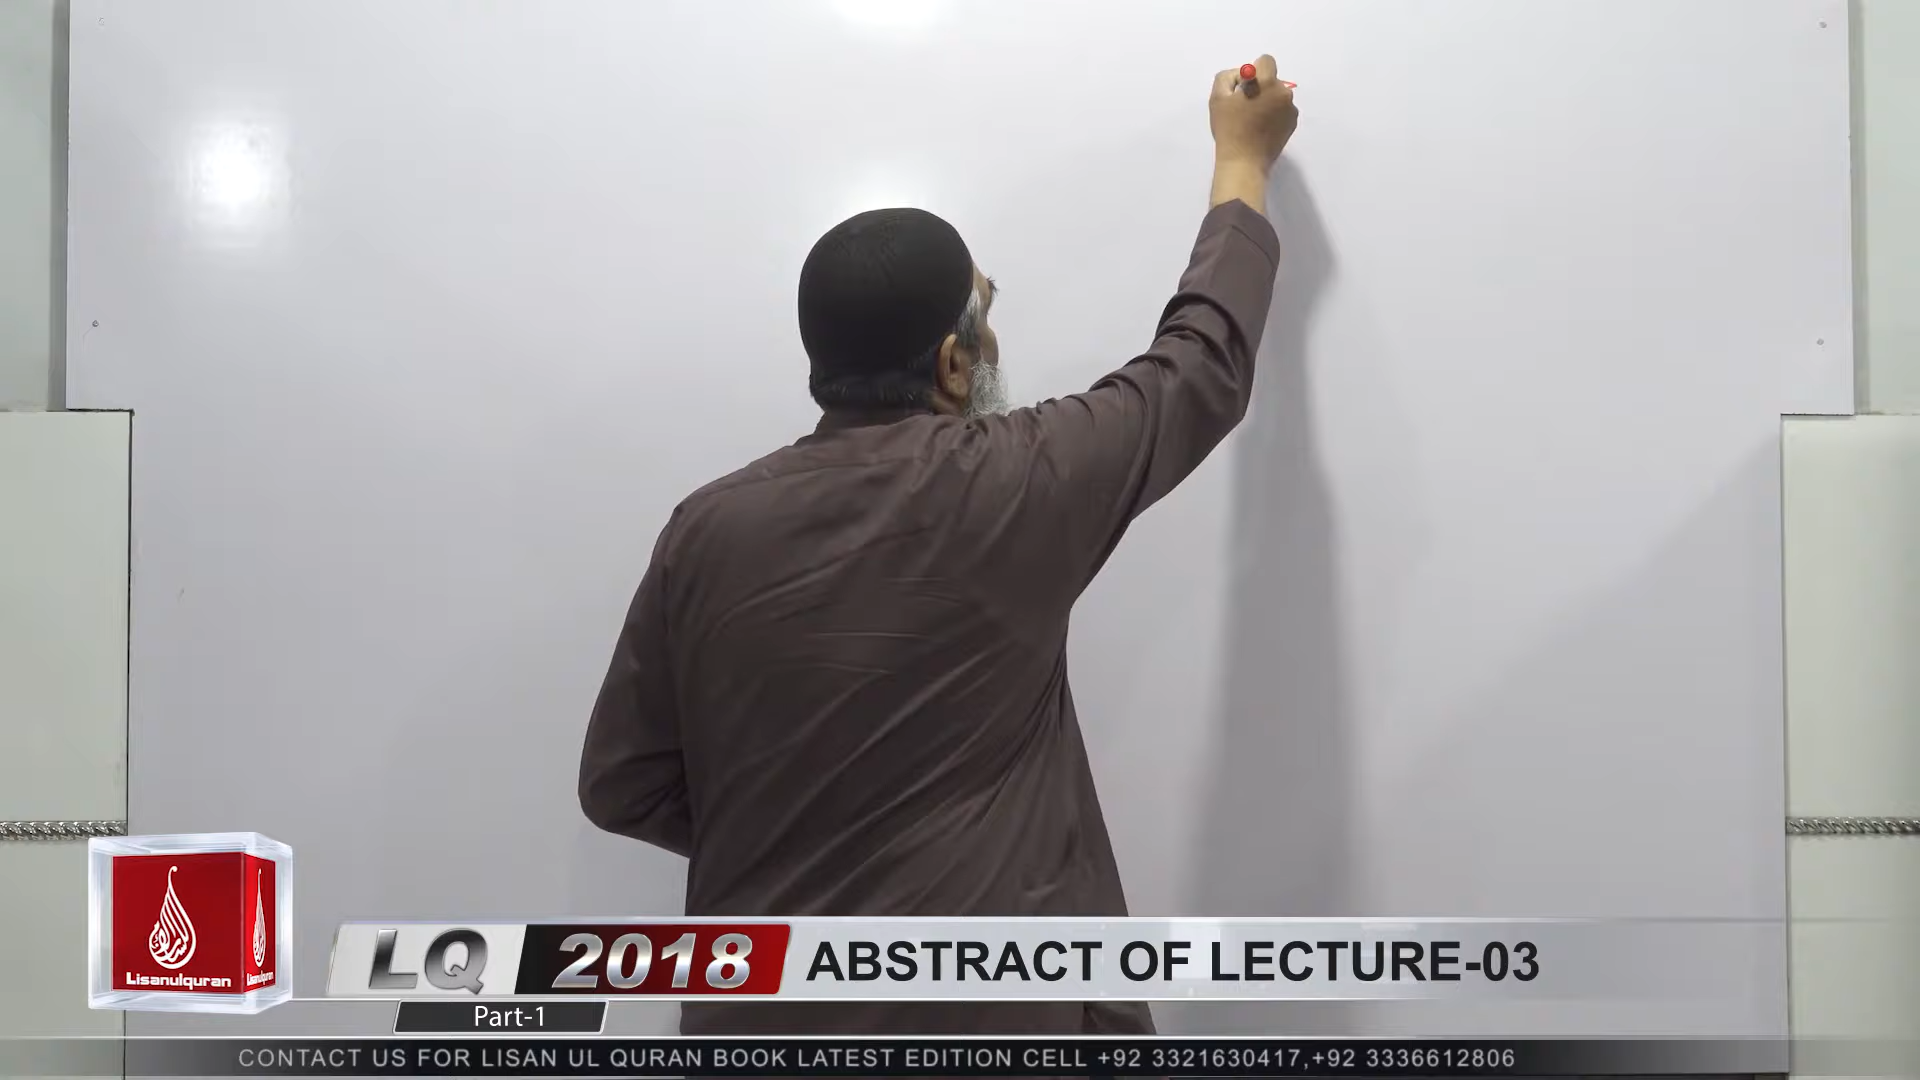 Lisanulquran
Lisanulquran
LQ 2018 ABSTRACT OF LECTURE-03
Part-1
CONTACT US FOR LISAN UL QURAN BOOK LATEST EDITION CELL +92 3321630417,+92 3336612806